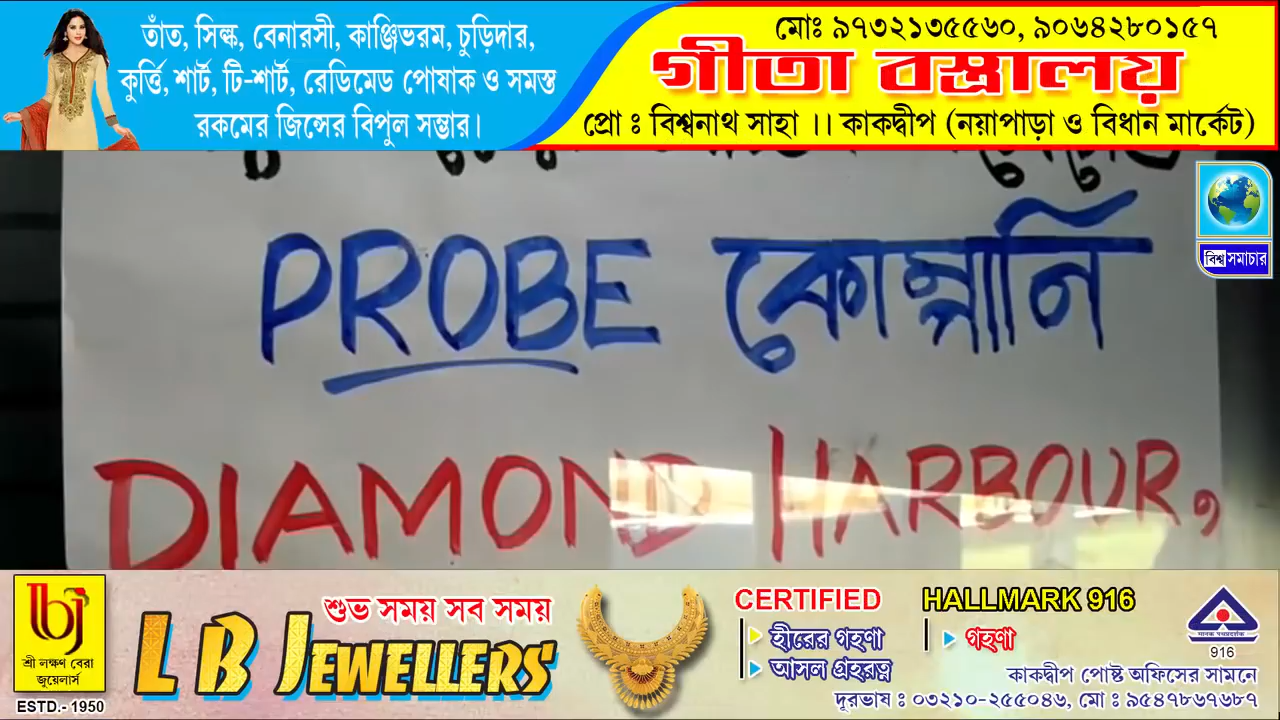 তাঁত, সিল্ক, বেনারসী, কাঞ্জিভরম, চুড়িদার,
কুর্ত্তি, শার্ট, টি-শার্ট, রেডিমেড পোষাক ও সমস্ত
রকমের জিন্সের বিপুল সম্ভার।
মোঃ ৯৭৩২১৩৫৫৬০, ৯০৬৪২৮০১৫৭
গীতা বস্ত্রালয়
প্রো ঃ বিশ্বনাথ সাহা ।। কাকদ্বীপ (নয়াপাড়া ও বিধান মার্কেট)
বিশ্ব সমাচার
PROBE কোম্পানি
DIAMOND HARBOUR,
lbj
শ্রী লক্ষণ বেরা
জুয়েলার্স
ESTD.- 1950
শুভ সময় সব সময়
L B JEWELLERS
CERTIFIED
হীরের গহণা
আসল গ্রহরত্ন
HALLMARK 916
গহণা
916
কাকদ্বীপ পোষ্ট অফিসের সামনে
দূরভাষ ঃ ০৩২১০-২৫৫০৪৬, মো ঃ ৯৫৪৭৮৬৭৬৮৭